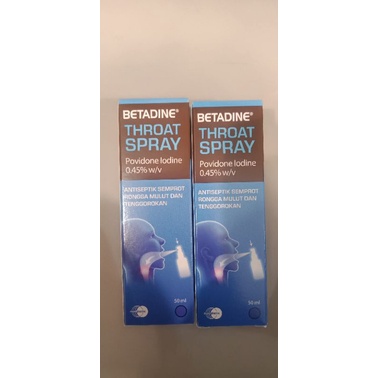 BETADINE®
THROAT
SPRAY
Povidone Iodine
0.45% w/v
ANTISEPTIK SEMPROT
RONGGA MULUT DAN
TENGGOROKAN
50 ml
BETADINE®
THROAT
SPRAY
Povidone Iodine
0.45% w/v
ANTISEPTIK SEMPROT
RONGGA MULUT DAN
TENGGOROKAN
50 ml